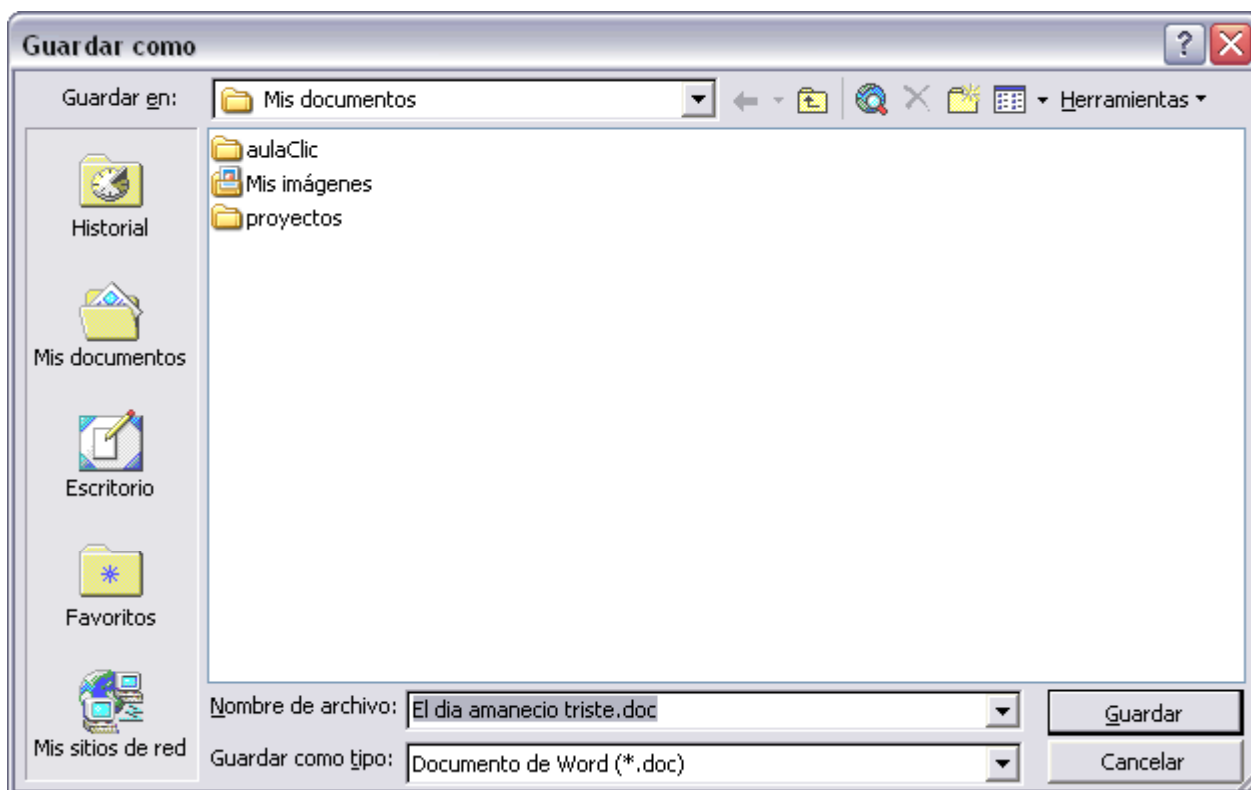 Guardar como
Guardar en: Mis documentos Herramientas
aulaClic
Mis imágenes
proyectos
Historial
Mis documentos
Escritorio
Favoritos
Mis sitios de red
Nombre de archivo: El dia amanecio triste.doc Guardar
Guardar como tipo: Documento de Word (*.doc) Cancelar